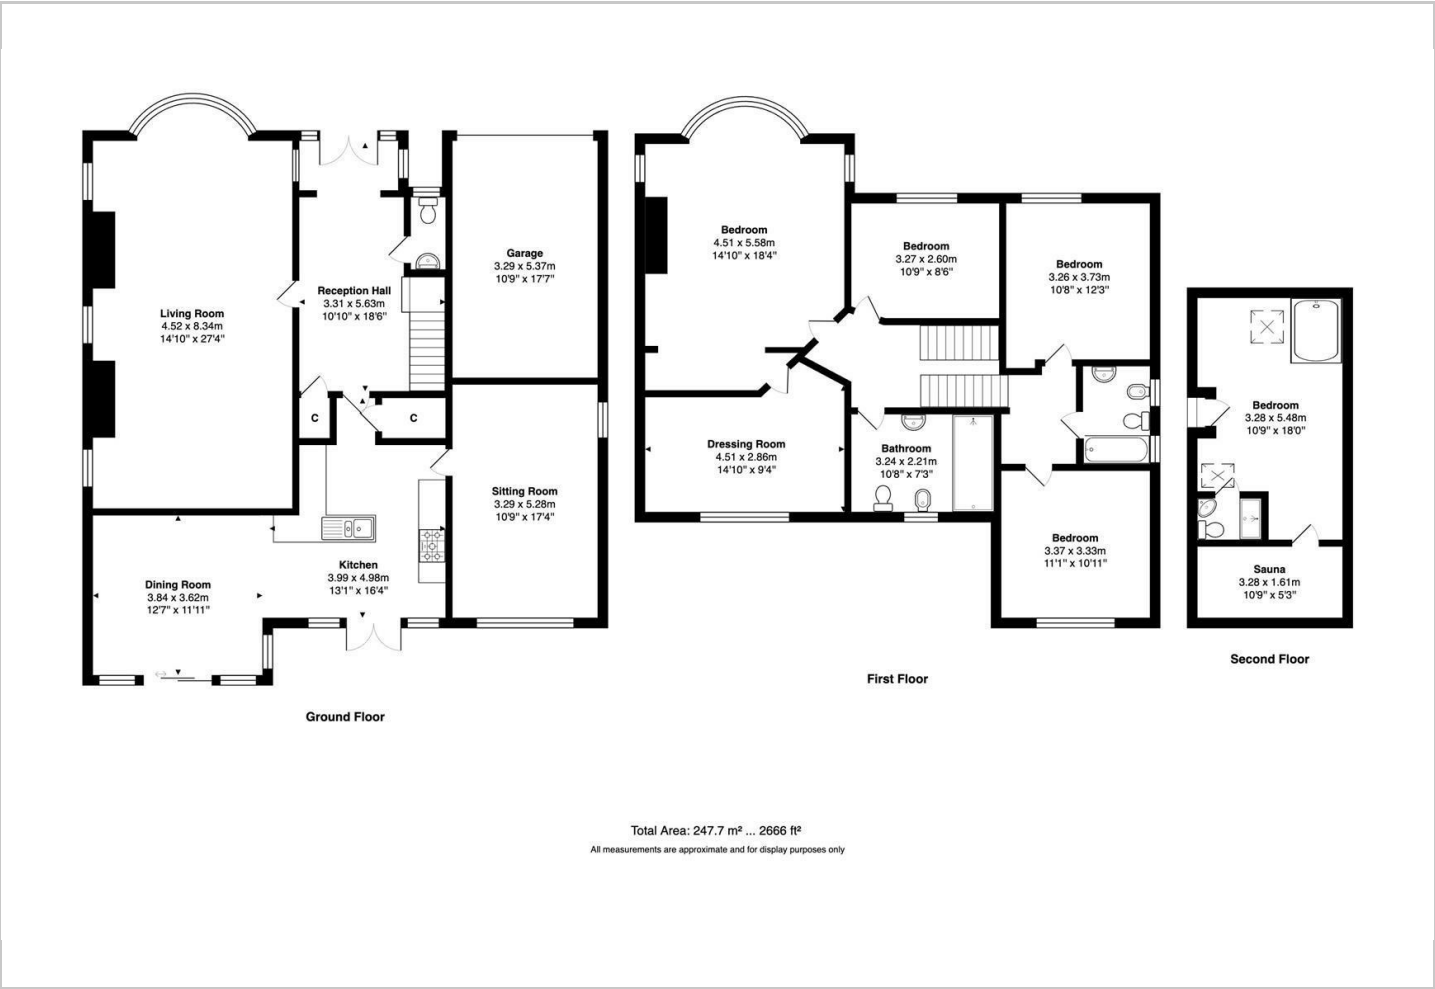 Living Room
4.52 x 8.34m
14'10" x 27'4"
Reception Hall
3.31 x 5.63m
10'10" x 18'6"
Garage
3.29 x 5.37m
10'9" x 17'7"
C
C
Sitting Room
3.29 x 5.28m
10'9" x 17'4"
Kitchen
3.99 x 4.98m
13'1" x 16'4"
Dining Room
3.84 x 3.62m
12'7" x 11'11"
Ground Floor
Bedroom
4.51 x 5.58m
14'10" x 18'4"
Bedroom
3.27 x 2.60m
10'9" x 8'6"
Bedroom
3.26 x 3.73m
10'8" x 12'3"
Dressing Room
4.51 x 2.86m
14'10" x 9'4"
Bathroom
3.24 x 2.21m
10'8" x 7'3"
Bedroom
3.37 x 3.33m
11'1" x 10'11"
First Floor
Bedroom
3.28 x 5.48m
10'9" x 18'0"
Sauna
3.28 x 1.61m
10'9" x 5'3"
Second Floor
Total Area: 247.7 m² ... 2666 ft²
All measurements are approximate and for display purposes only